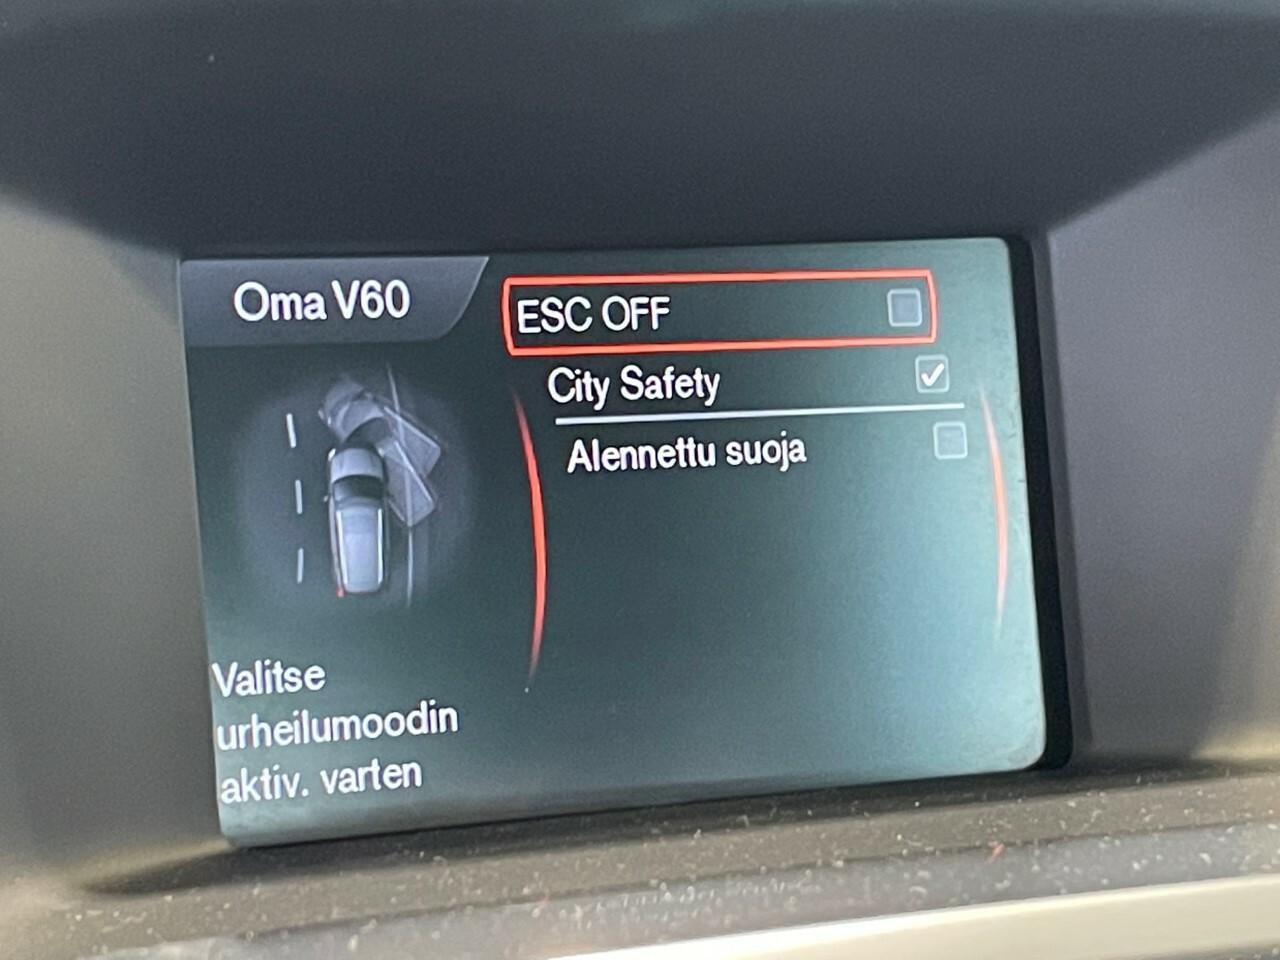 Oma V60
ESC OFF
City Safety
Alennettu suoja
Valitse
urheilumoodin
aktiv. varten